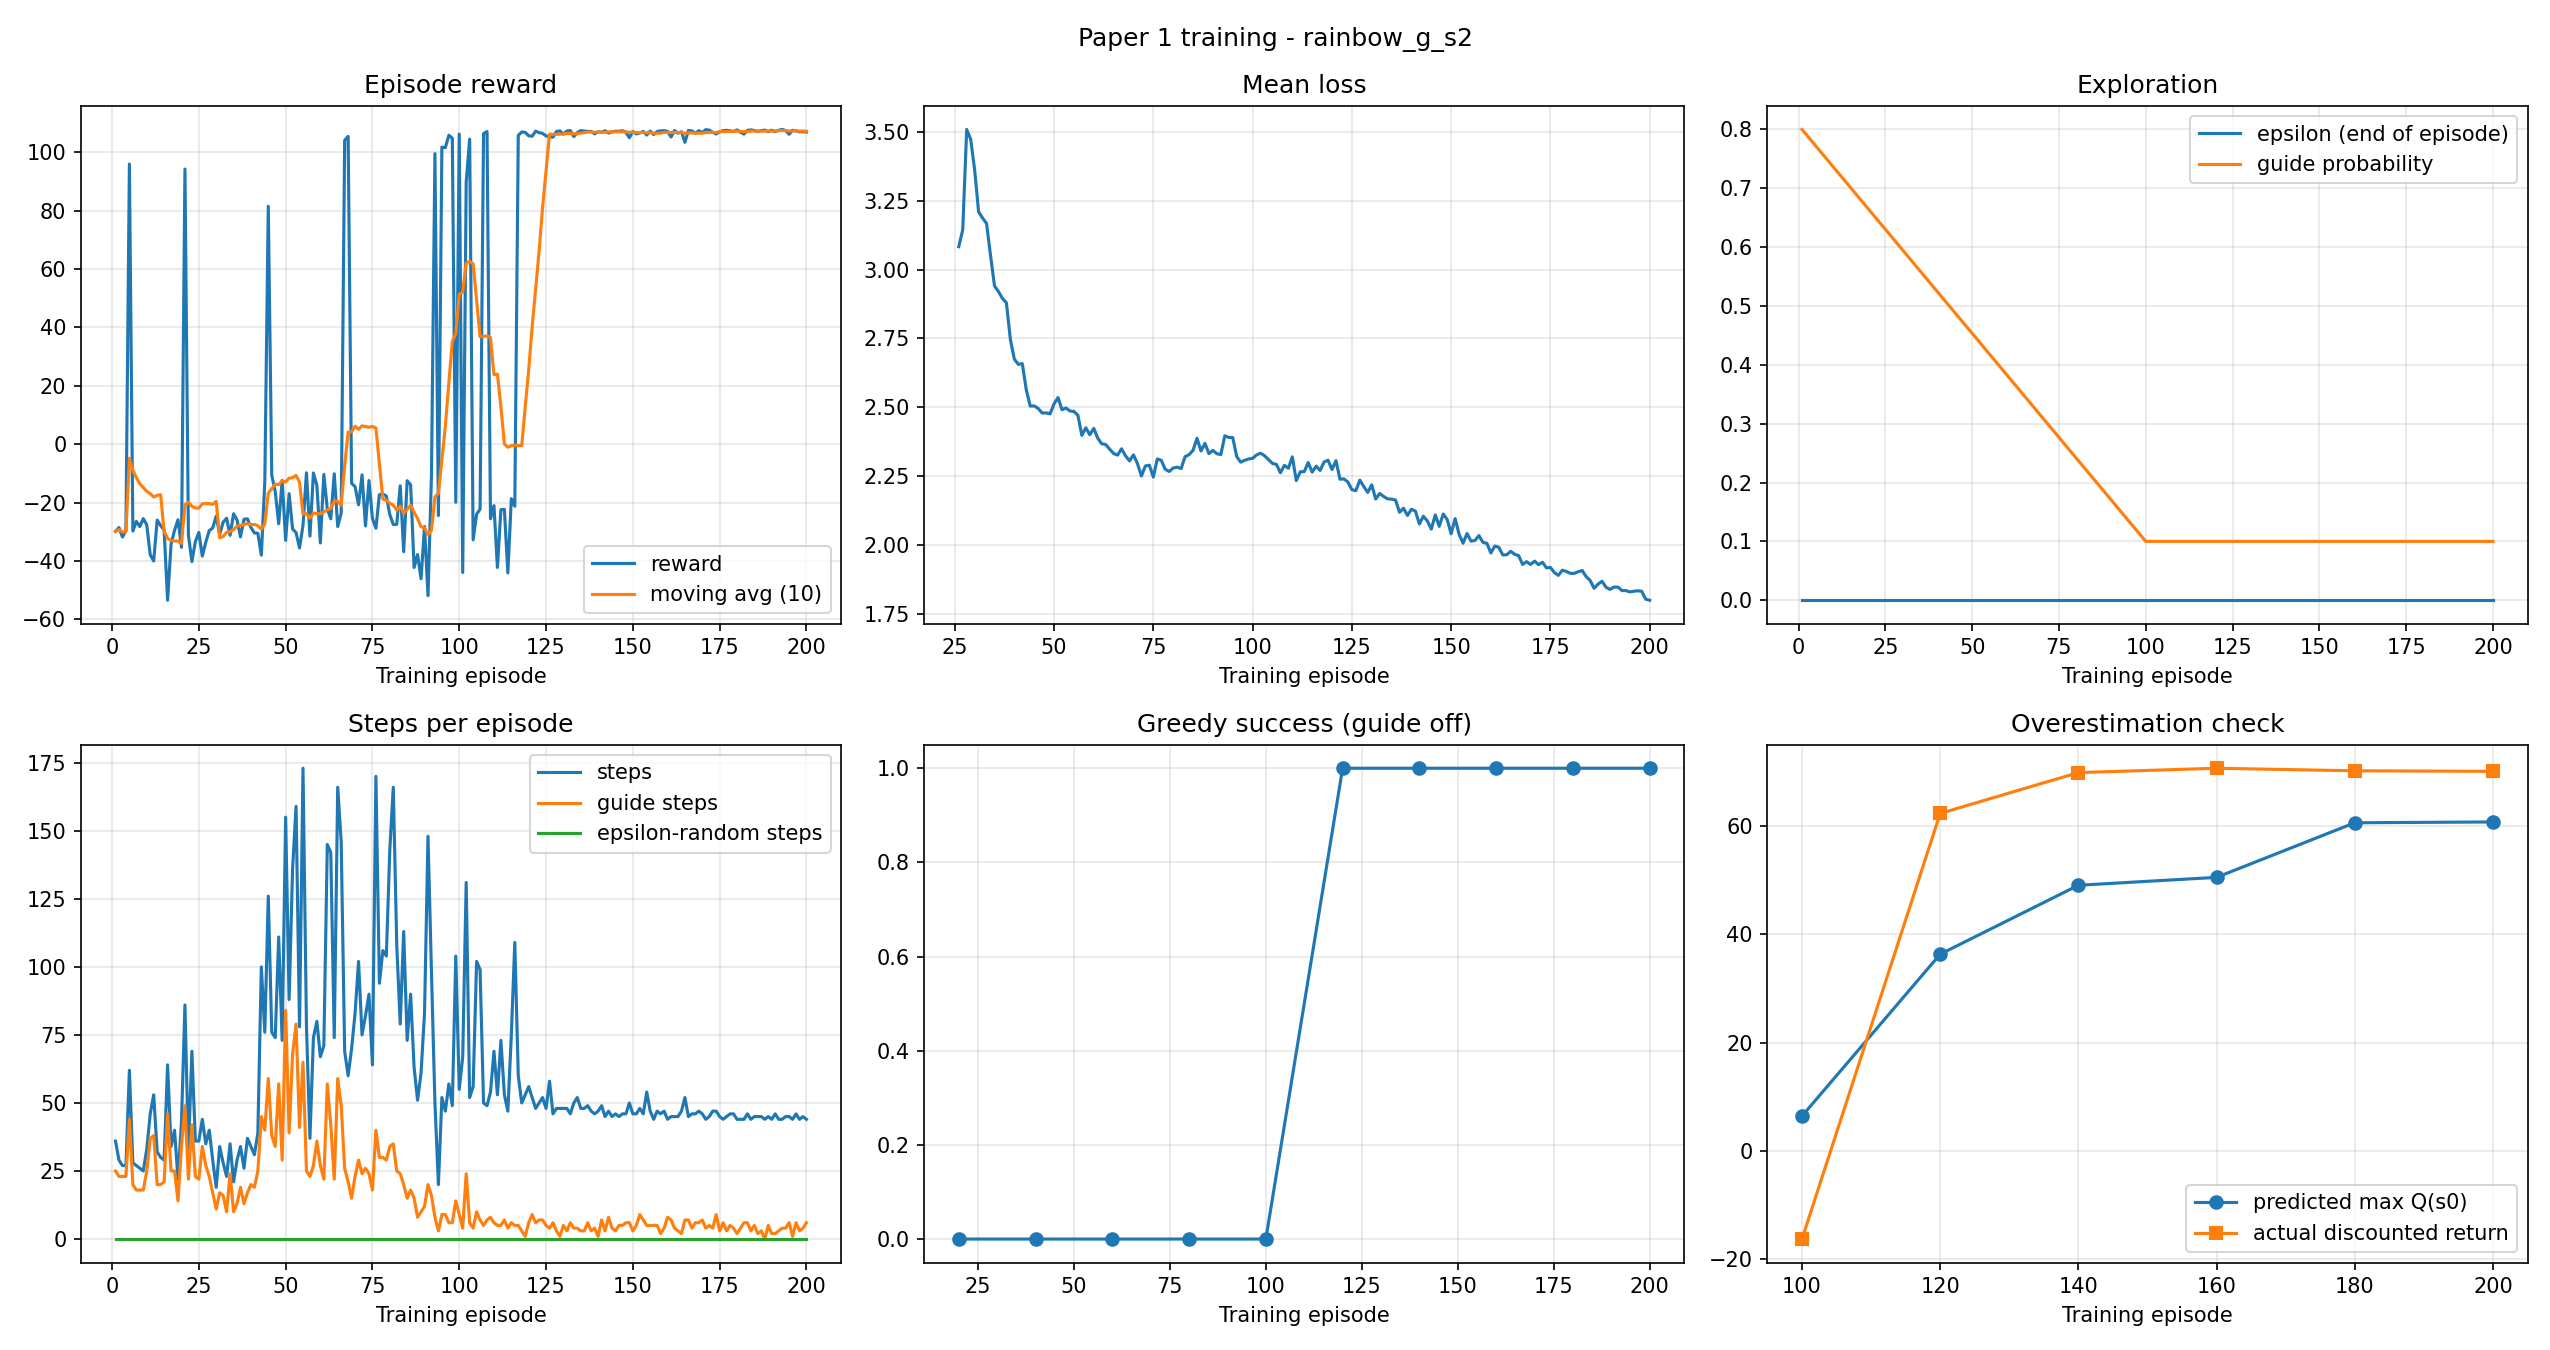 Paper 1 training - rainbow_g_s2
Episode reward
100
80
60
40
20
0
−20
−40
−60
0 25 50 75 100 125 150 175 200
Training episode
reward
moving avg (10)
Mean loss
3.50
3.25
3.00
2.75
2.50
2.25
2.00
1.75
25 50 75 100 125 150 175 200
Training episode
Exploration
0.8
0.7
0.6
0.5
0.4
0.3
0.2
0.1
0.0
0 25 50 75 100 125 150 175 200
Training episode
epsilon (end of episode)
guide probability
Steps per episode
175
150
125
100
75
50
25
0
0 25 50 75 100 125 150 175 200
Training episode
steps
guide steps
epsilon-random steps
Greedy success (guide off)
1.0
0.8
0.6
0.4
0.2
0.0
25 50 75 100 125 150 175 200
Training episode
Overestimation check
60
40
20
0
−20
100 120 140 160 180 200
Training episode
predicted max Q(s0)
actual discounted return